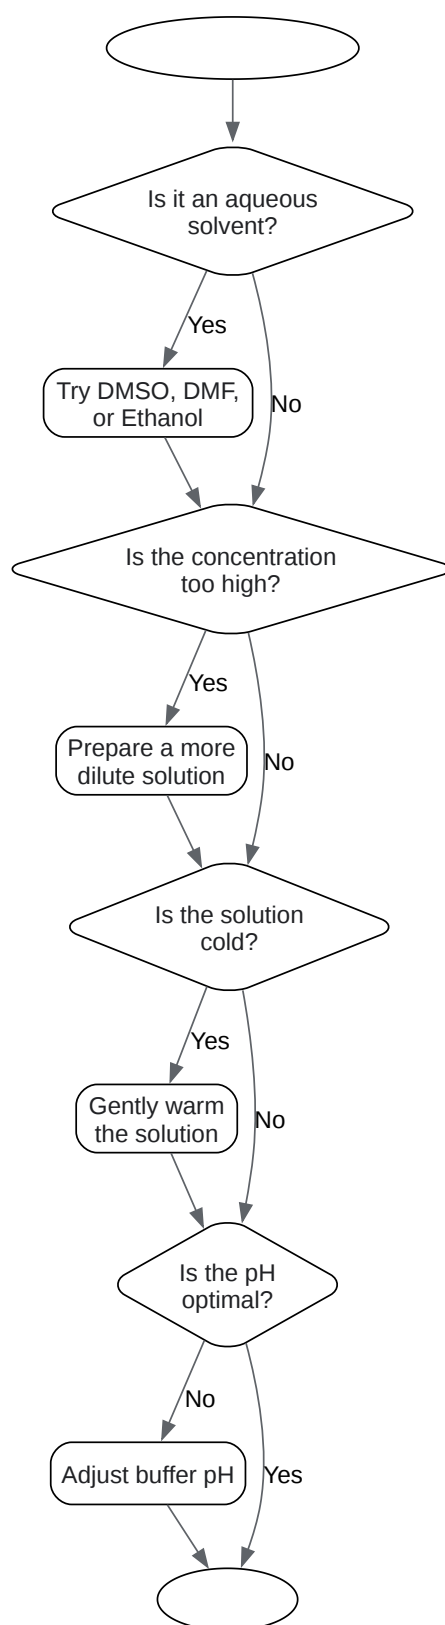 Is it an aqueous
solvent?
Yes
Try DMSO, DMF,
or Ethanol
No
Is the concentration
too high?
Yes
Prepare a more
dilute solution
No
Is the solution
cold?
Yes
Gently warm
the solution
No
Is the pH
optimal?
No
Adjust buffer pH
Yes